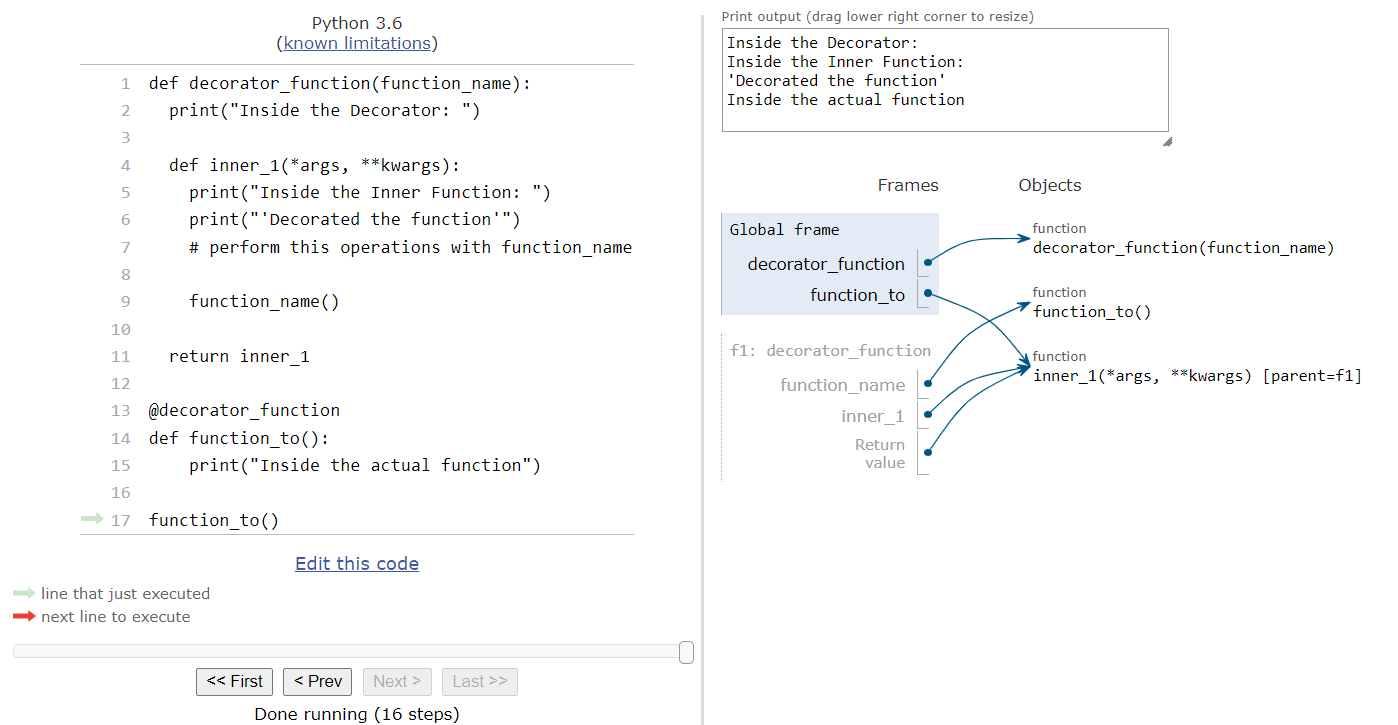 Python 3.6
(known limitations)
1 def decorator_function(function_name):
2   print("Inside the Decorator: ")
3
4   def inner_1(*args, **kwargs):
5     print("Inside the Inner Function: ")
6     print("'Decorated the function'")
7     # perform this operations with function_name
8
9     function_name()
10
11   return inner_1
12
13 @decorator_function
14 def function_to():
15     print("Inside the actual function")
16
17 function_to()
Edit this code
line that just executed
next line to execute
<< First
< Prev
Next >
Last >>
Done running (16 steps)
Print output (drag lower right corner to resize)
Inside the Decorator:
Inside the Inner Function:
'Decorated the function'
Inside the actual function
Frames
Objects
Global frame
decorator_function
function_to
f1: decorator_function
function_name
inner_1
Return
value
function
decorator_function(function_name)
function
function_to()
function
inner_1(*args, **kwargs) [parent=f1]